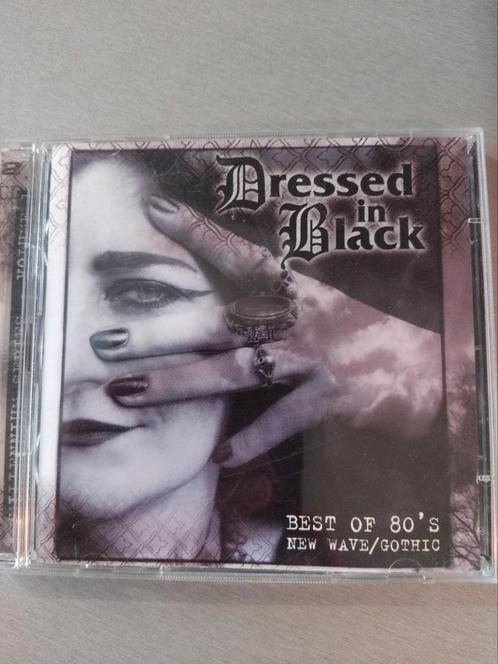 Dressed
in
Black
BEST OF 80'S
NEW WAVE/GOTHIC